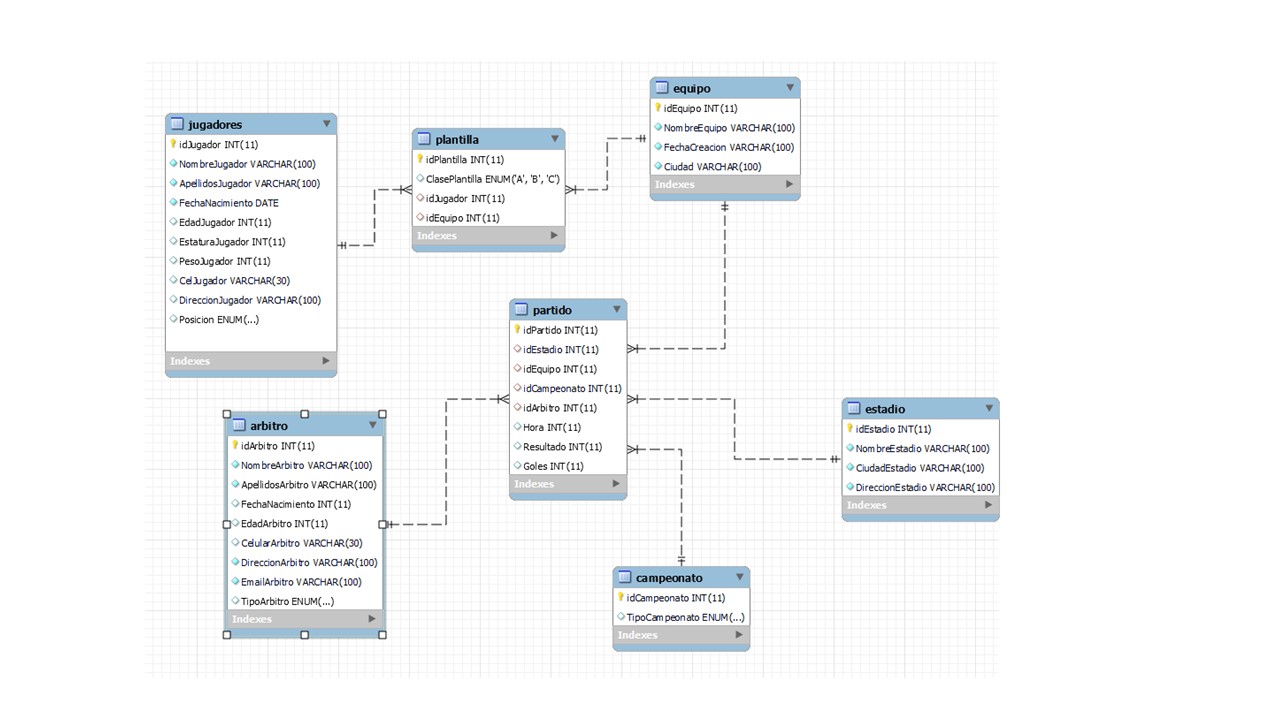 jugadores
idJugador INT(11)
NombreJugador VARCHAR(100)
ApellidosJugador VARCHAR(100)
FechaNacimiento DATE
EdadJugador INT(11)
EstaturaJugador INT(11)
PesoJugador INT(11)
CelJugador VARCHAR(30)
DireccionJugador VARCHAR(100)
Posicion ENUM(...)
Indexes
plantilla
idPlantilla INT(11)
ClasePlantilla ENUM('A', 'B', 'C')
idJugador INT(11)
idEquipo INT(11)
Indexes
equipo
idEquipo INT(11)
NombreEquipo VARCHAR(100)
FechaCreacion VARCHAR(100)
Ciudad VARCHAR(100)
Indexes
partido
idPartido INT(11)
idEstadio INT(11)
idEquipo INT(11)
idCampeonato INT(11)
idArbitro INT(11)
Hora INT(11)
Resultado INT(11)
Goles INT(11)
Indexes
arbitro
idArbitro INT(11)
NombreArbitro VARCHAR(100)
ApellidosArbitro VARCHAR(100)
FechaNacimiento INT(11)
EdadArbitro INT(11)
CelularArbitro VARCHAR(30)
DireccionArbitro VARCHAR(100)
EmailArbitro VARCHAR(100)
TipoArbitro ENUM(...)
Indexes
estadio
idEstadio INT(11)
NombreEstadio VARCHAR(100)
CiudadEstadio VARCHAR(100)
DireccionEstadio VARCHAR(100)
Indexes
campeonato
idCampeonato INT(11)
TipoCampeonato ENUM(...)
Indexes